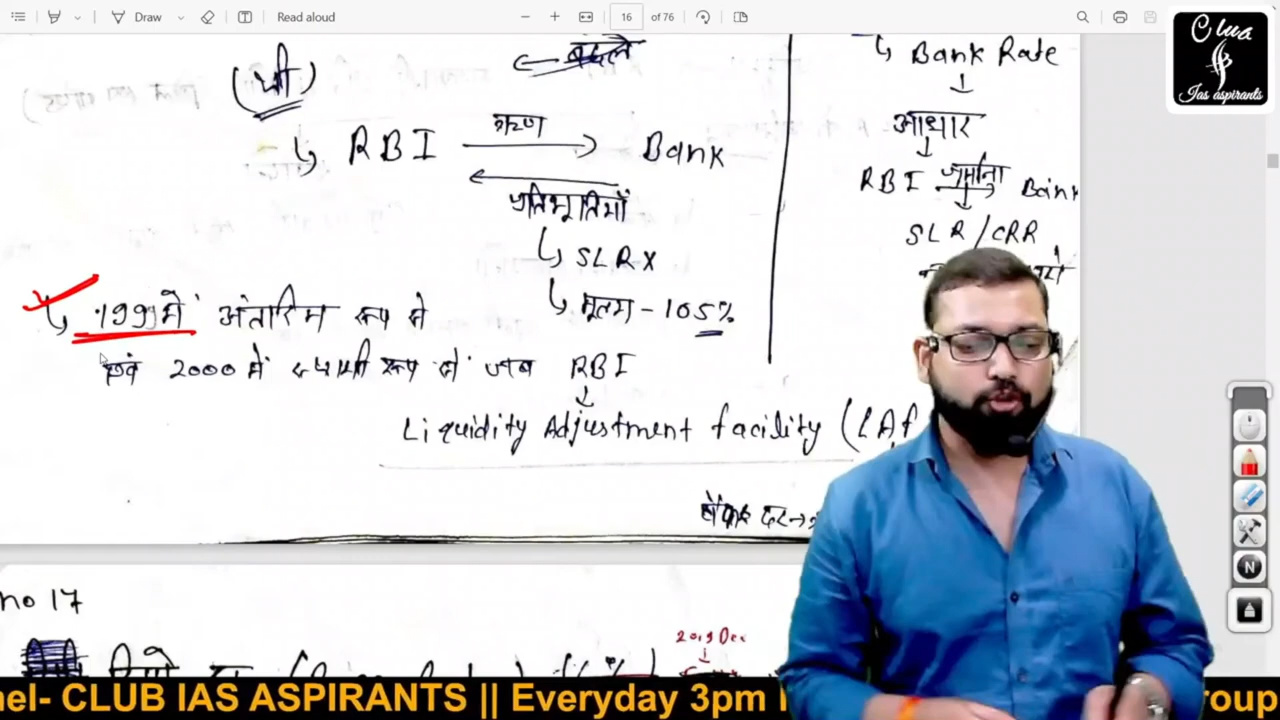 Draw
Read aloud
16 of 76
Clua
Ias aspirants
(थी)
बदले
RBI ऋण Bank
प्रतिभूतियाँ
SLR X
मूल्य - 105%
1999 में अंतरिम रूप से
एवं 2000 में स्थायी रूप से जब RBI
Liquidity Adjustment facility (LAF
Bank Rate
आधार
RBI जुर्माना Bank
SLR / CRR
no 17
2019 Dec
nel- CLUB IAS ASPIRANTS || Everyday 3pm
roup